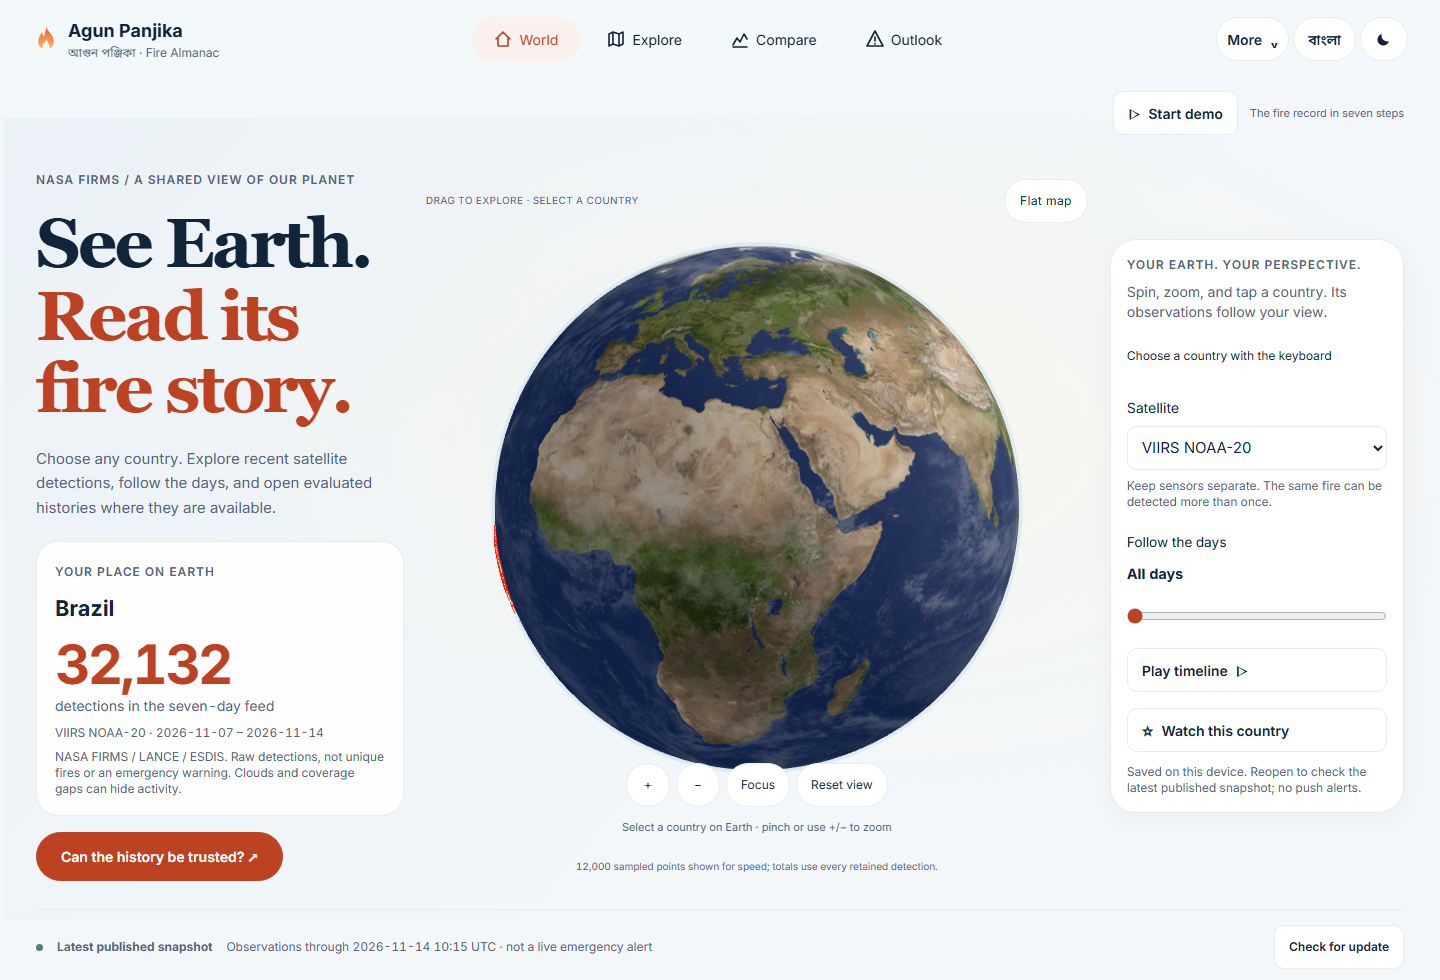 Agun Panjika
আগুন পঞ্জিকা · Fire Almanac
World
Explore
Compare
Outlook
More v
বাংলা
Start demo
The fire record in seven steps
NASA FIRMS / A SHARED VIEW OF OUR PLANET
See Earth.
Read its
fire story.
Choose any country. Explore recent satellite
detections, follow the days, and open evaluated
histories where they are available.
YOUR PLACE ON EARTH
Brazil
32,132
detections in the seven-day feed
VIIRS NOAA-20 · 2026-11-07 – 2026-11-14
NASA FIRMS / LANCE / ESDIS. Raw detections, not unique
fires or an emergency warning. Clouds and coverage
gaps can hide activity.
Can the history be trusted? ↗
DRAG TO EXPLORE · SELECT A COUNTRY
Flat map
+
−
Focus
Reset view
Select a country on Earth · pinch or use +/− to zoom
12,000 sampled points shown for speed; totals use every retained detection.
YOUR EARTH. YOUR PERSPECTIVE.
Spin, zoom, and tap a country. Its
observations follow your view.
Choose a country with the keyboard
Satellite
VIIRS NOAA-20
Keep sensors separate. The same fire can be
detected more than once.
Follow the days
All days
Play timeline
☆ Watch this country
Saved on this device. Reopen to check the
latest published snapshot; no push alerts.
Latest published snapshot
Observations through 2026-11-14 10:15 UTC · not a live emergency alert
Check for update